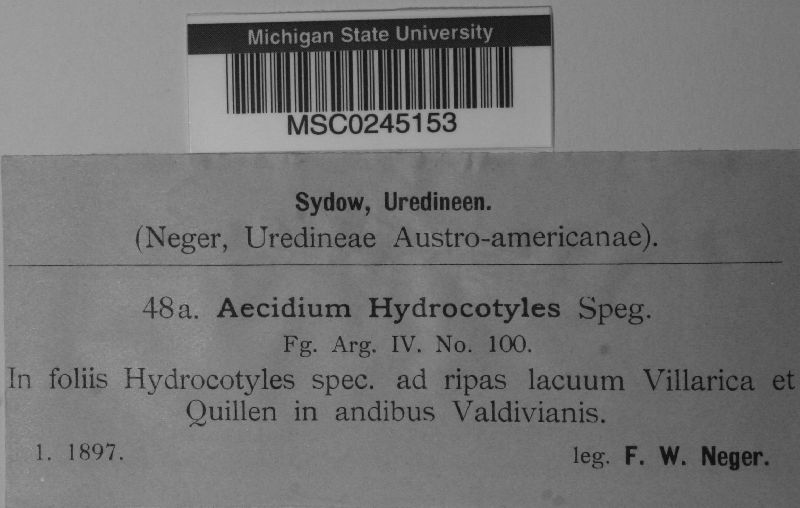 Michigan State University
MSC0245153
Sydow, Uredineen.
(Neger, Uredineae Austro-americanae).
48a. Aecidium Hydrocotyles Speg.
Fg. Arg. IV. No. 100.
In foliis Hydrocotyles spec. ad ripas lacuum Villarica et
Quillen in andibus Valdivianis.
1. 1897. leg. F. W. Neger.